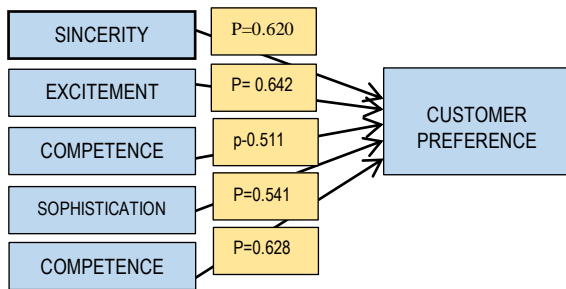 SINCERITY
P=0.620
EXCITEMENT
P= 0.642
COMPETENCE
p-0.511
SOPHISTICATION
P=0.541
COMPETENCE
P=0.628
CUSTOMER
PREFERENCE